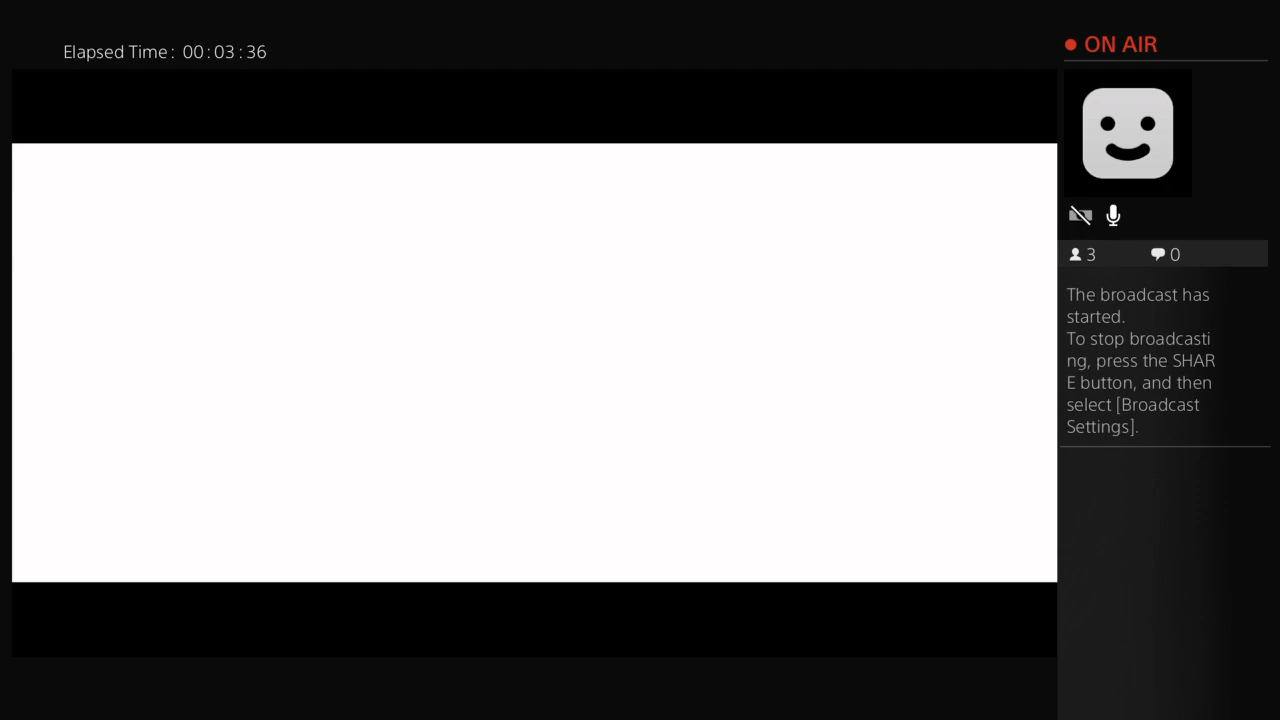 Elapsed Time: 00:03:36
ON AIR
3 0
The broadcast has
started.
To stop broadcasti
ng, press the SHAR
E button, and then
select [Broadcast
Settings].